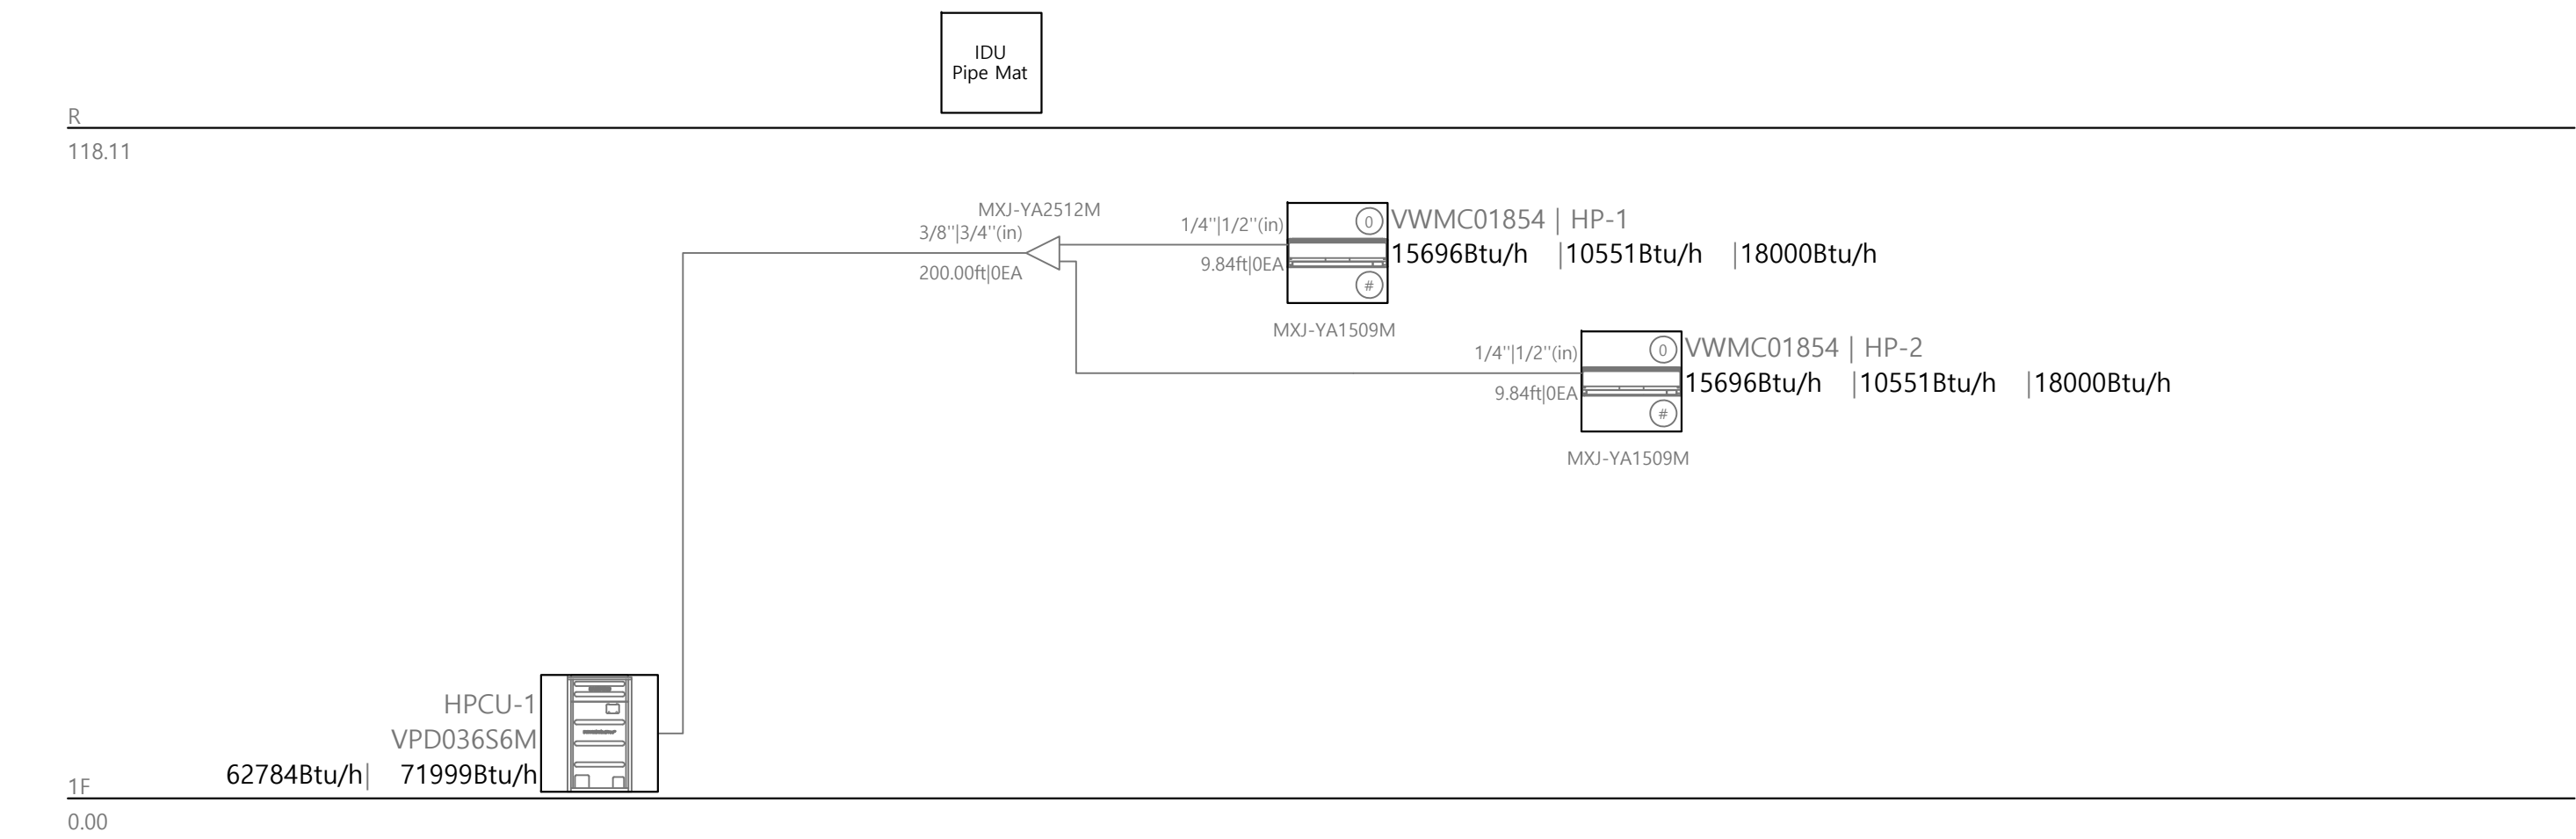 IDU
Pipe Mat
R
118.11
MXJ-YA2512M
3/8''|3/4''(in)
200.00ft|0EA
1/4''|1/2''(in)
9.84ft|0EA
0
#
VWMC01854 | HP-1
15696Btu/h |10551Btu/h |18000Btu/h
MXJ-YA1509M
1/4''|1/2''(in)
9.84ft|0EA
0
#
VWMC01854 | HP-2
15696Btu/h |10551Btu/h |18000Btu/h
MXJ-YA1509M
HPCU-1
VPD036S6M
62784Btu/h| 71999Btu/h
1F
0.00